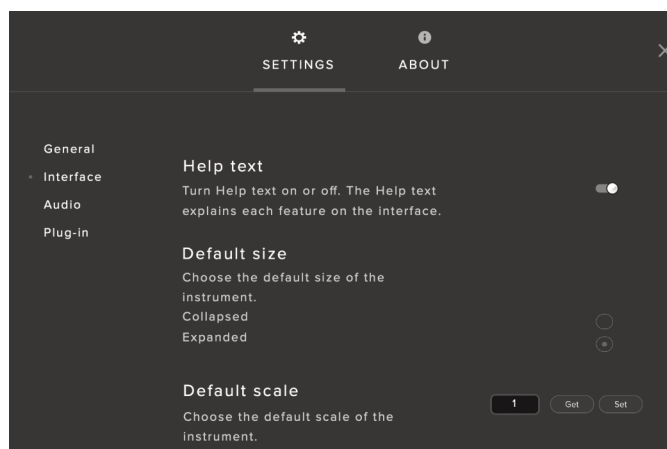 SETTINGS ABOUT
General
Interface
Audio
Plug-in
Help text
Turn Help text on or off. The Help text
explains each feature on the interface.
Default size
Choose the default size of the
instrument.
Collapsed
Expanded
Default scale
Choose the default scale of the
instrument.
1 Get Set